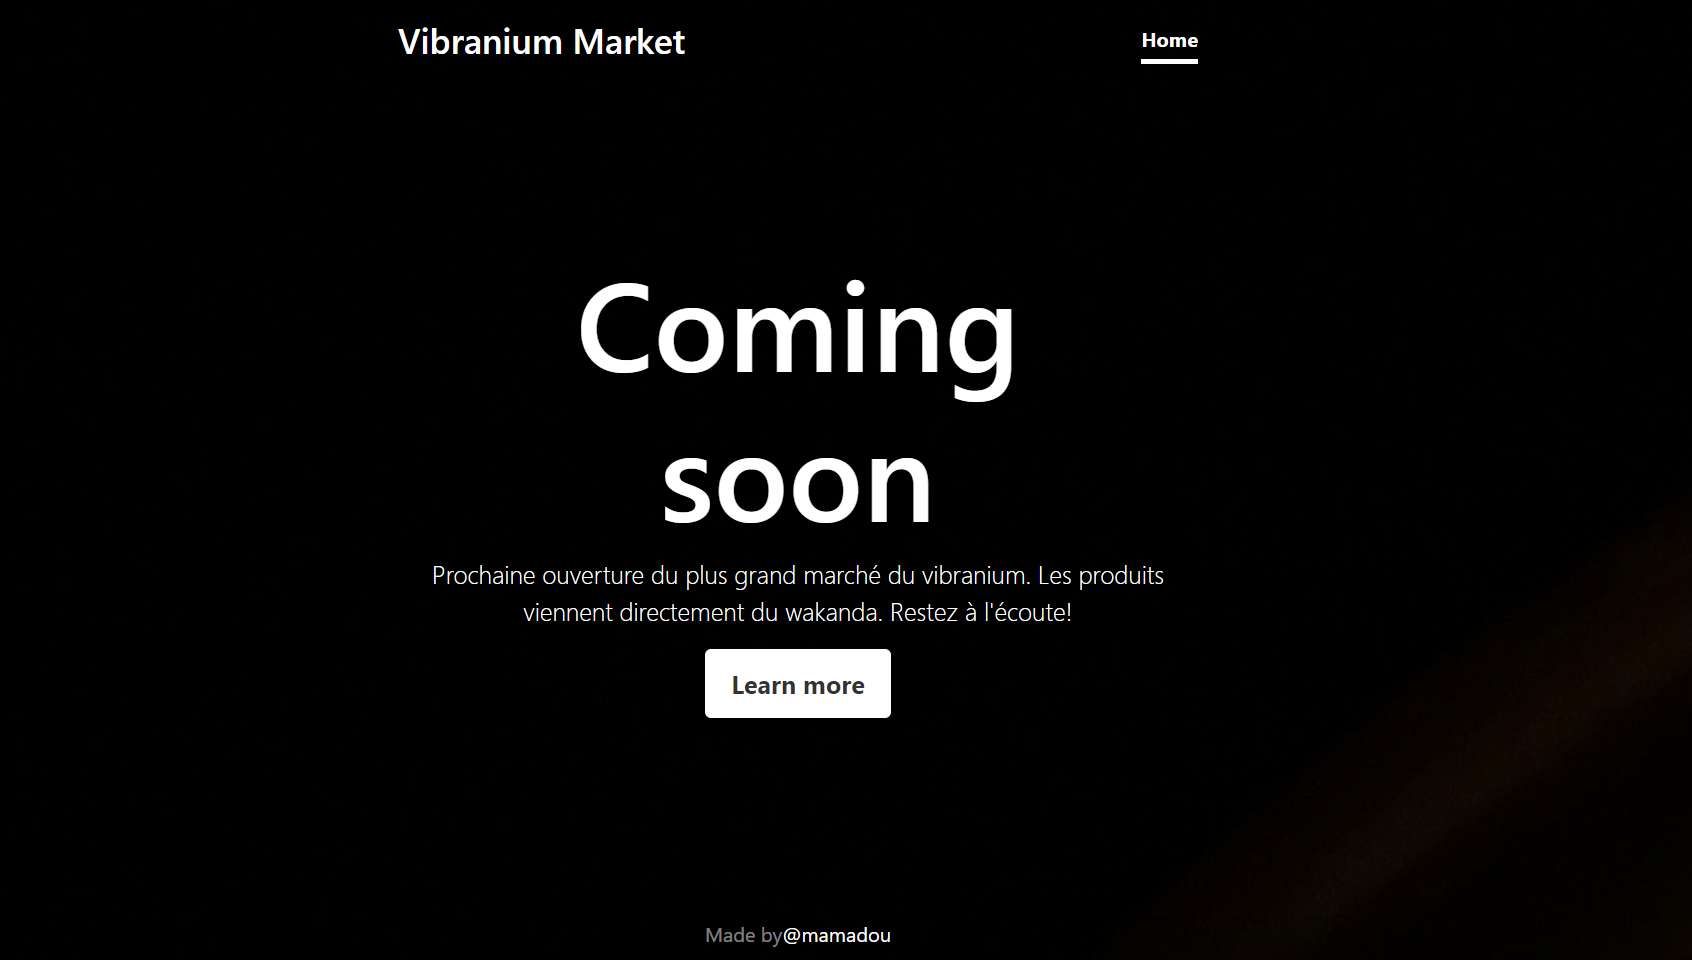 Vibranium Market
Home
Coming
soon
Prochaine ouverture du plus grand marché du vibranium. Les produits
viennent directement du wakanda. Restez à l'écoute!
Learn more
Made by@mamadou